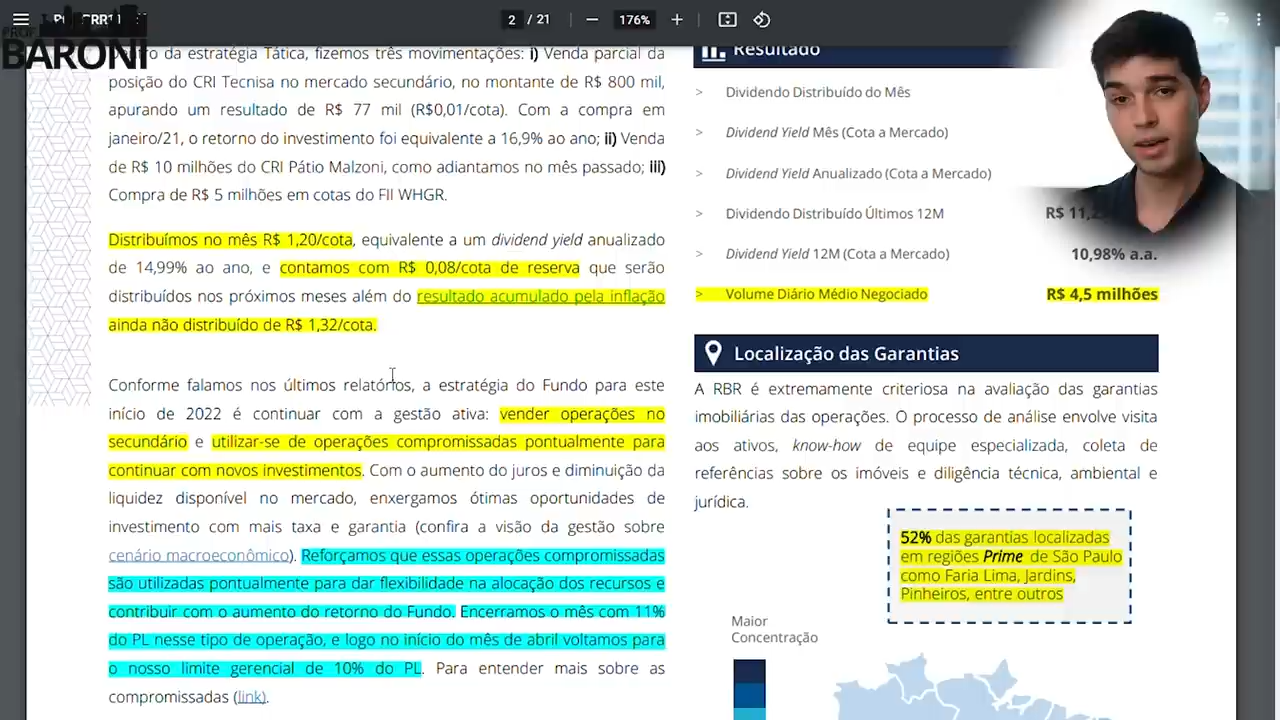 2 / 21
176%
PROF
BARONI
da estratégia Tática, fizemos três movimentações: i) Venda parcial da
posição do CRI Tecnisa no mercado secundário, no montante de R$ 800 mil,
apurando um resultado de R$ 77 mil (R$0,01/cota). Com a compra em
janeiro/21, o retorno do investimento foi equivalente a 16,9% ao ano; ii) Venda
de R$ 10 milhões do CRI Pátio Malzoni, como adiantamos no mês passado; iii)
Compra de R$ 5 milhões em cotas do FII WHGR.
Distribuímos no mês R$ 1,20/cota, equivalente a um dividend yield anualizado
de 14,99% ao ano, e contamos com R$ 0,08/cota de reserva que serão
distribuídos nos próximos meses além do resultado acumulado pela inflação
ainda não distribuído de R$ 1,32/cota.
Conforme falamos nos últimos relatórios, a estratégia do Fundo para este
início de 2022 é continuar com a gestão ativa: vender operações no
secundário e utilizar-se de operações compromissadas pontualmente para
continuar com novos investimentos. Com o aumento do juros e diminuição da
liquidez disponível no mercado, enxergamos ótimas oportunidades de
investimento com mais taxa e garantia (confira a visão da gestão sobre
cenário macroeconômico). Reforçamos que essas operações compromissadas
são utilizadas pontualmente para dar flexibilidade na alocação dos recursos e
contribuir com o aumento do retorno do Fundo. Encerramos o mês com 11%
do PL nesse tipo de operação, e logo no início do mês de abril voltamos para
o nosso limite gerencial de 10% do PL. Para entender mais sobre as
compromissadas (link).
Resultado
> Dividendo Distribuído do Mês
> Dividend Yield Mês (Cota a Mercado)
> Dividend Yield Anualizado (Cota a Mercado)
> Dividendo Distribuído Últimos 12M R$ 11,2
> Dividend Yield 12M (Cota a Mercado) 10,98% a.a.
> Volume Diário Médio Negociado R$ 4,5 milhões
Localização das Garantias
A RBR é extremamente criteriosa na avaliação das garantias
imobiliárias das operações. O processo de análise envolve visita
aos ativos, know-how de equipe especializada, coleta de
referências sobre os imóveis e diligência técnica, ambiental e
jurídica.
52% das garantias localizadas
em regiões Prime de São Paulo
como Faria Lima, Jardins,
Pinheiros, entre outros
Maior
Concentração